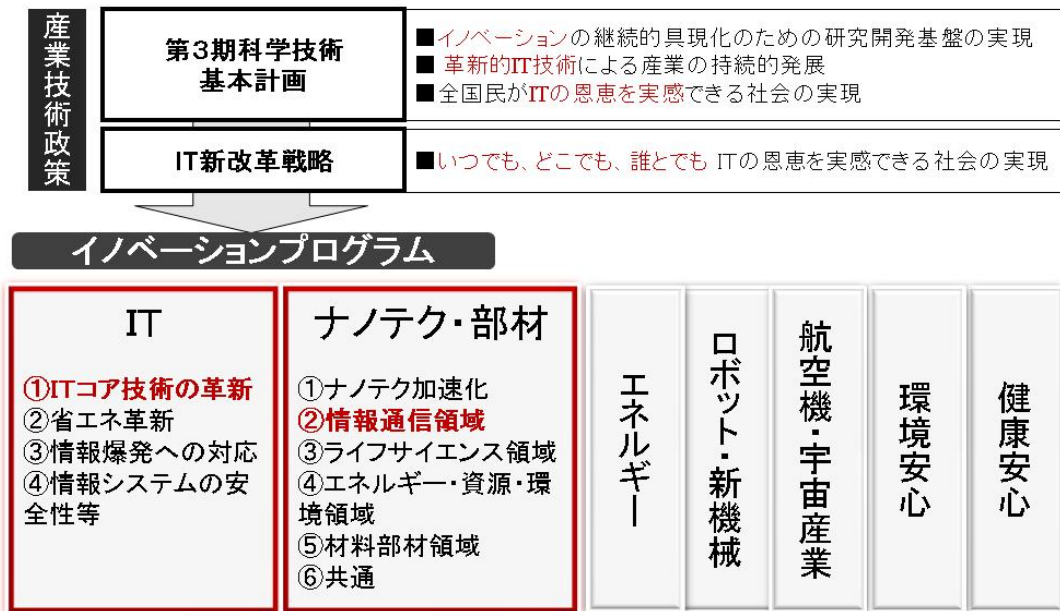 産業技術政策
第3期科学技術
基本計画
■イノベーションの継続的具現化のための研究開発基盤の実現
■ 革新的IT技術による産業の持続的発展
■全国民がITの恩恵を実感できる社会の実現
IT新改革戦略
■いつでも、どこでも、誰とでも ITの恩恵を実感できる社会の実現
イノベーションプログラム
IT
①ITコア技術の革新
②省エネ革新
③情報爆発への対応
④情報システムの安
全性等
ナノテク・部材
①ナノテク加速化
②情報通信領域
③ライフサイエンス領域
④エネルギー・資源・環
境領域
⑤材料部材領域
⑥共通
エネルギー
ロボット・新機械
航空機・宇宙産業
環境安心
健康安心